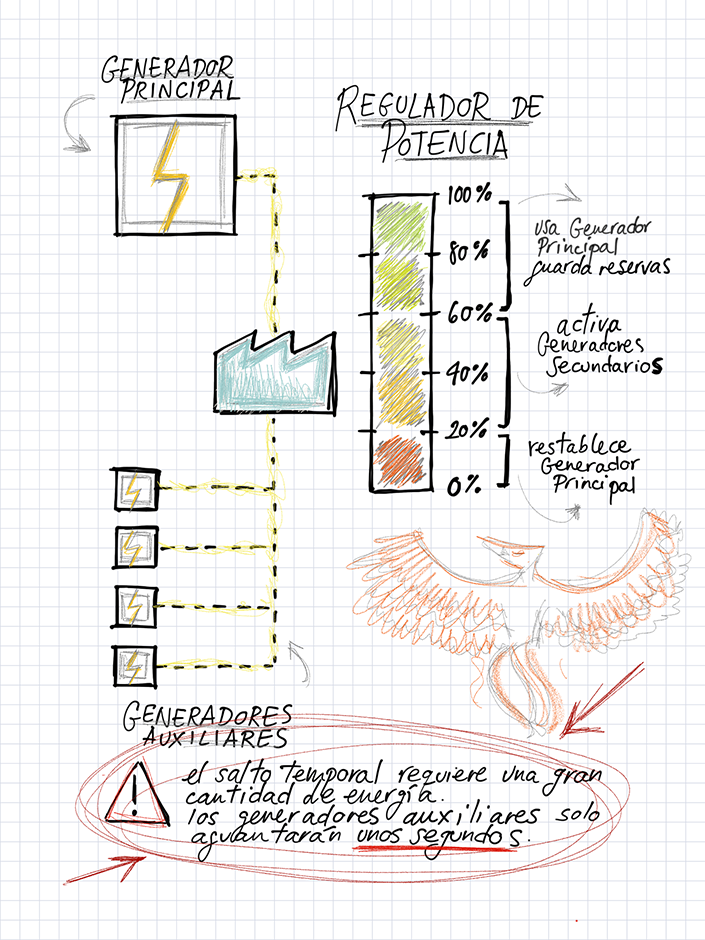 GENERADOR
PRINCIPAL
REGULADOR DE
POTENCIA
100%
80%
60%
40%
20%
0%
usa Generador
Principal
guarda reservas
activa
Generadores
Secundarios
restablece
Generador
Principal
GENERADORES
AUXILIARES
!
el salto temporal requiere una gran
cantidad de energía.
los generadores auxiliares solo
aguantarán unos segundos.